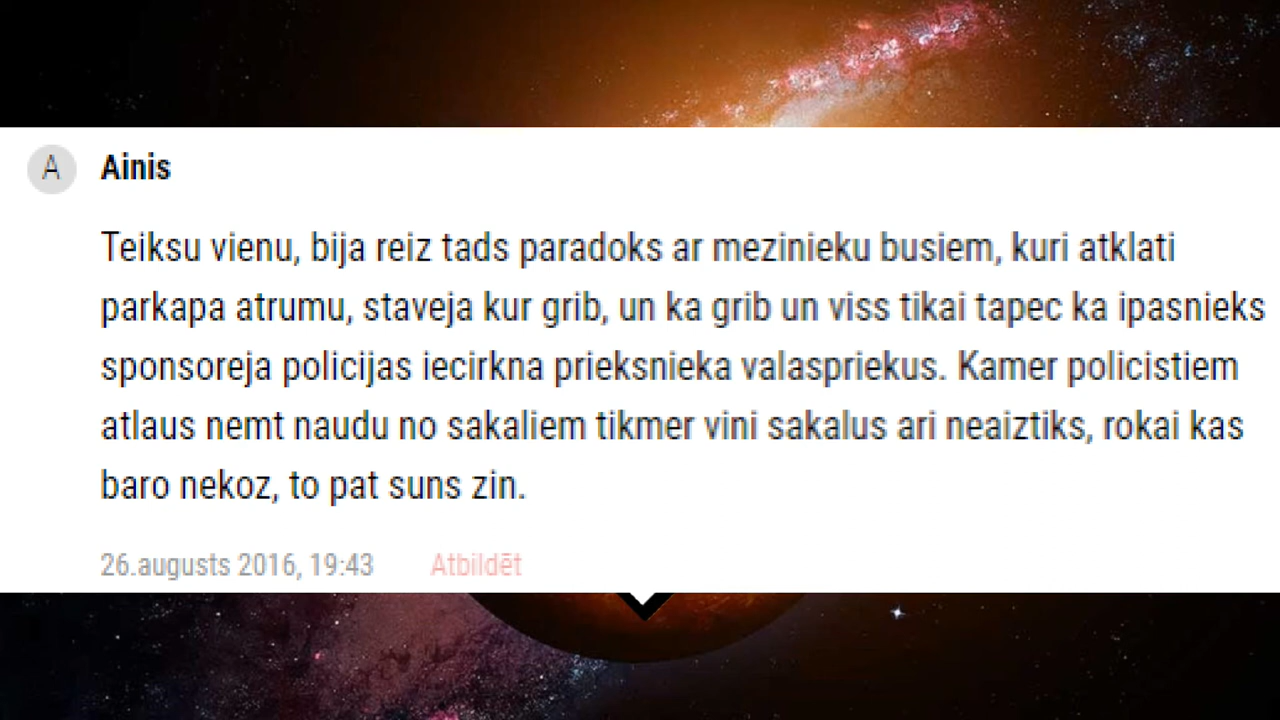 A
Ainis
Teiksu vienu, bija reiz tads paradoks ar mezinieku busiem, kuri atklati
parkapa atrumu, staveja kur grib, un ka grib un viss tikai tapec ka ipasnieks
sponsoreja policijas iecirkna prieksnieka valaspriekus. Kamer policistiem
atlaus nemt naudu no sakaliem tikmer vini sakalus ari neaiztiks, rokai kas
baro nekoz, to pat suns zin.
26.augusts 2016, 19:43 Atbildēt